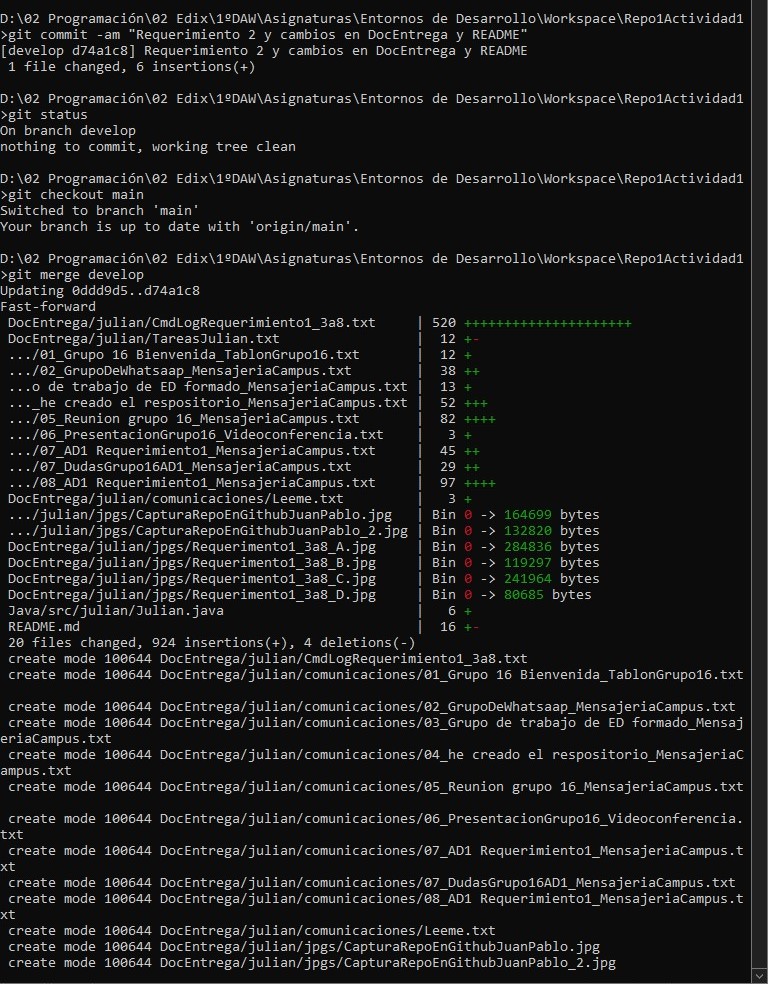 D:\02 Programación\02 Edix\1ºDAW\Asignaturas\Entornos de Desarrollo\Workspace\Repo1Actividad1
>git commit -am "Requerimiento 2 y cambios en DocEntrega y README"
[develop d74a1c8] Requerimiento 2 y cambios en DocEntrega y README
 1 file changed, 6 insertions(+)

D:\02 Programación\02 Edix\1ºDAW\Asignaturas\Entornos de Desarrollo\Workspace\Repo1Actividad1
>git status
On branch develop
nothing to commit, working tree clean

D:\02 Programación\02 Edix\1ºDAW\Asignaturas\Entornos de Desarrollo\Workspace\Repo1Actividad1
>git checkout main
Switched to branch 'main'
Your branch is up to date with 'origin/main'.

D:\02 Programación\02 Edix\1ºDAW\Asignaturas\Entornos de Desarrollo\Workspace\Repo1Actividad1
>git merge develop
Updating 0ddd9d5..d74a1c8
Fast-forward
 DocEntrega/julian/CmdLogRequerimiento1_3a8.txt     | 520 +++++++++++++++++++++
 DocEntrega/julian/TareasJulian.txt                 |  12 +-
 .../01_Grupo 16 Bienvenida_TablonGrupo16.txt       |  12 +
 .../02_GrupoDeWhatsaap_MensajeriaCampus.txt        |  38 ++
 ...o de trabajo de ED formado_MensajeriaCampus.txt |  13 +
 ..._he creado el respositorio_MensajeriaCampus.txt |  52 +++
 .../05_Reunion grupo 16_MensajeriaCampus.txt       |  82 ++++
 .../06_PresentacionGrupo16_Videoconferencia.txt    |   3 +
 .../07_AD1 Requerimiento1_MensajeriaCampus.txt     |  45 ++
 .../07_DudasGrupo16AD1_MensajeriaCampus.txt        |  29 ++
 .../08_AD1 Requerimiento1_MensajeriaCampus.txt     |  97 ++++
 DocEntrega/julian/comunicaciones/Leeme.txt         |   3 +
 .../julian/jpgs/CapturaRepoEnGithubJuanPablo.jpg   | Bin 0 -> 164699 bytes
 .../julian/jpgs/CapturaRepoEnGithubJuanPablo_2.jpg | Bin 0 -> 132820 bytes
 DocEntrega/julian/jpgs/Requerimento1_3a8_A.jpg     | Bin 0 -> 284836 bytes
 DocEntrega/julian/jpgs/Requerimento1_3a8_B.jpg     | Bin 0 -> 119297 bytes
 DocEntrega/julian/jpgs/Requerimento1_3a8_C.jpg     | Bin 0 -> 241964 bytes
 DocEntrega/julian/jpgs/Requerimento1_3a8_D.jpg     | Bin 0 -> 80685 bytes
 Java/src/julian/Julian.java                        |   6 +
 README.md                                          |  16 +-
 20 files changed, 924 insertions(+), 4 deletions(-)
 create mode 100644 DocEntrega/julian/CmdLogRequerimiento1_3a8.txt
 create mode 100644 DocEntrega/julian/comunicaciones/01_Grupo 16 Bienvenida_TablonGrupo16.txt

 create mode 100644 DocEntrega/julian/comunicaciones/02_GrupoDeWhatsaap_MensajeriaCampus.txt
 create mode 100644 DocEntrega/julian/comunicaciones/03_Grupo de trabajo de ED formado_Mensaj
eriaCampus.txt
 create mode 100644 DocEntrega/julian/comunicaciones/04_he creado el respositorio_MensajeriaC
ampus.txt
 create mode 100644 DocEntrega/julian/comunicaciones/05_Reunion grupo 16_MensajeriaCampus.txt

 create mode 100644 DocEntrega/julian/comunicaciones/06_PresentacionGrupo16_Videoconferencia.
txt
 create mode 100644 DocEntrega/julian/comunicaciones/07_AD1 Requerimiento1_MensajeriaCampus.t
xt
 create mode 100644 DocEntrega/julian/comunicaciones/07_DudasGrupo16AD1_MensajeriaCampus.txt
 create mode 100644 DocEntrega/julian/comunicaciones/08_AD1 Requerimiento1_MensajeriaCampus.t
xt
 create mode 100644 DocEntrega/julian/comunicaciones/Leeme.txt
 create mode 100644 DocEntrega/julian/jpgs/CapturaRepoEnGithubJuanPablo.jpg
 create mode 100644 DocEntrega/julian/jpgs/CapturaRepoEnGithubJuanPablo_2.jpg